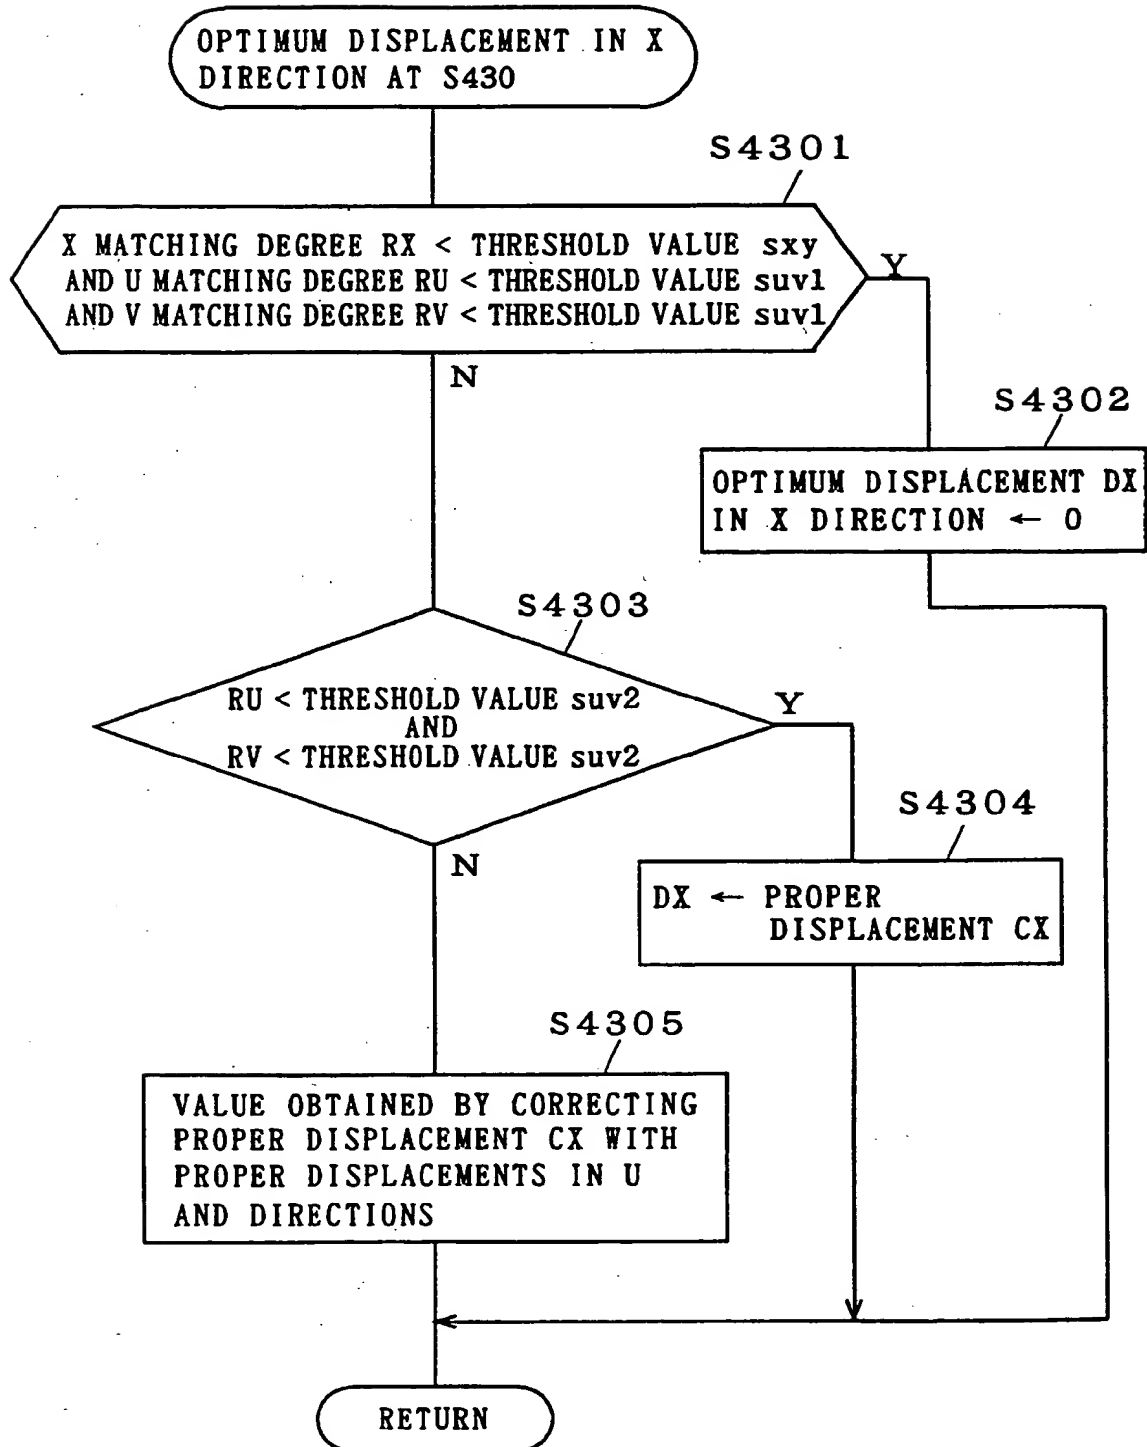 OPTIMUM DISPLACEMENT IN X
DIRECTION AT S430
S4301
X MATCHING DEGREE RX < THRESHOLD VALUE sxy
AND U MATCHING DEGREE RU < THRESHOLD VALUE suv1
AND V MATCHING DEGREE RV < THRESHOLD VALUE suv1
Y
N
S4302
OPTIMUM DISPLACEMENT DX
IN X DIRECTION ← 0
S4303
RU < THRESHOLD VALUE suv2
AND
RV < THRESHOLD VALUE suv2
Y
N
S4304
DX ← PROPER
DISPLACEMENT CX
S4305
VALUE OBTAINED BY CORRECTING
PROPER DISPLACEMENT CX WITH
PROPER DISPLACEMENTS IN U
AND DIRECTIONS
RETURN